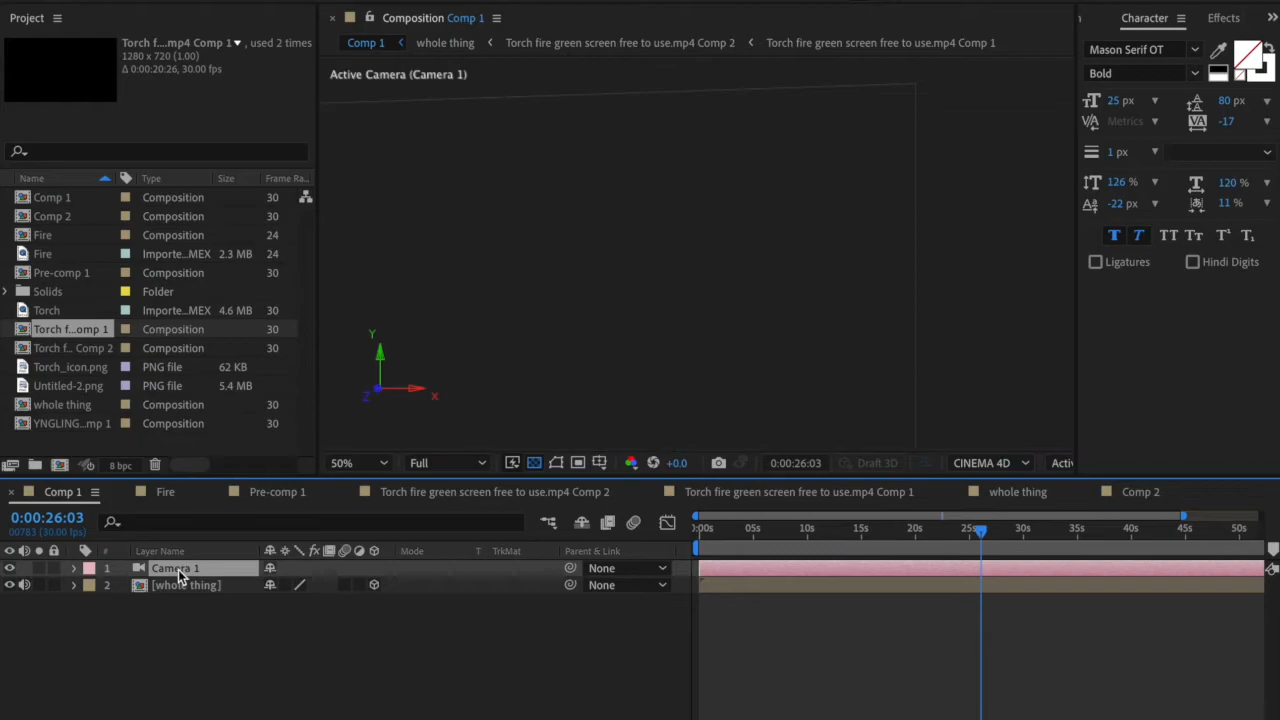 Project
Torch f....mp4 Comp 1 , used 2 times
1280 x 720 (1.00)
Δ 0:00:20:26, 30.00 fps
Name Type Size Frame Ra...
Comp 1 Composition 30
Comp 2 Composition 30
Fire Composition 24
Fire Importe...MEX 2.3 MB 24
Pre-comp 1 Composition 30
Solids Folder
Torch Importe...MEX 4.6 MB 30
Torch f...omp 1 Composition 30
Torch f... Comp 2 Composition 30
Torch_icon.png PNG file 62 KB
Untitled-2.png PNG file 5.4 MB
whole thing Composition 30
YNGLING...mp 1 Composition 30
8 bpc
Composition Comp 1
Comp 1 whole thing Torch fire green screen free to use.mp4 Comp 2 Torch fire green screen free to use.mp4 Comp 1
Active Camera (Camera 1)
Y
Z X
50% Full +0.0 0:00:26:03 Draft 3D CINEMA 4D Acti
Character Effects
Mason Serif OT
Bold
25 px 80 px
Metrics -17
1 px
126 % 120 %
-22 px 11 %
T T TT Tт T¹ T₁
Ligatures Hindi Digits
Comp 1 Fire Pre-comp 1 Torch fire green screen free to use.mp4 Comp 2 Torch fire green screen free to use.mp4 Comp 1 whole thing Comp 2
0:00:26:03
00783 (30.00 fps)
0:00s 05s 10s 15s 20s 25s 30s 35s 40s 45s 50s
# Layer Name Mode T TrkMat Parent & Link
1 Camera 1 None
2 [whole thing] None